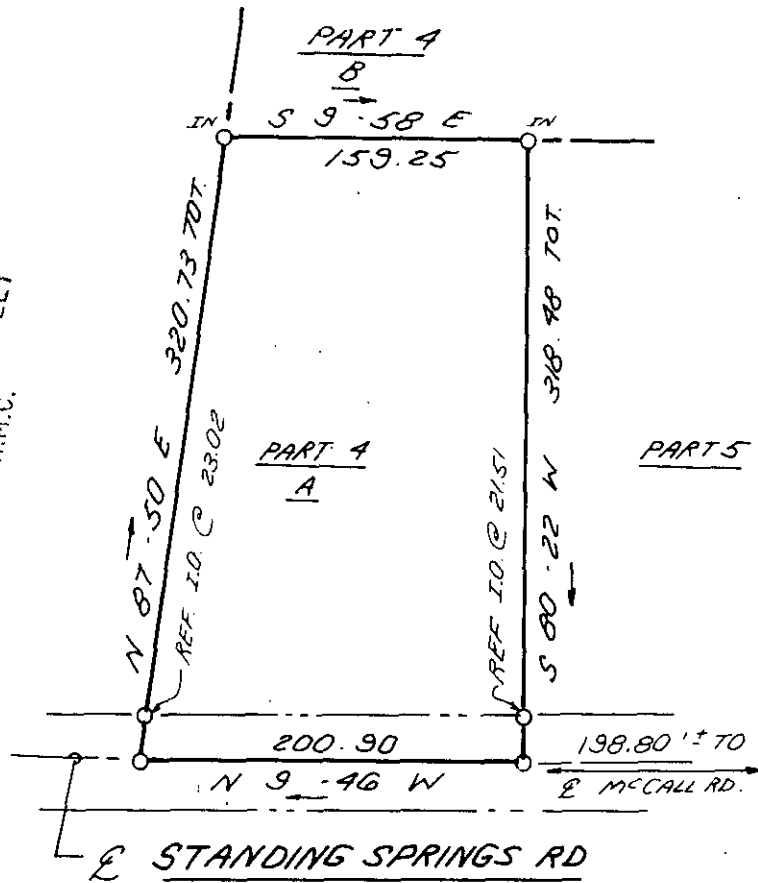 PART 4
B
IN
S 9-58 E
IN
159.25
N 87-50 E 320.73 TOT.
REF. I.O. @ 23.02
318.48 TOT.
S 80-22 W
REF I.O. @ 21.51
PART 4
A
PART 5
200.90
N 9-46 W
198.80'± TO
℄ McCALL RD.
℄ STANDING SPRINGS RD